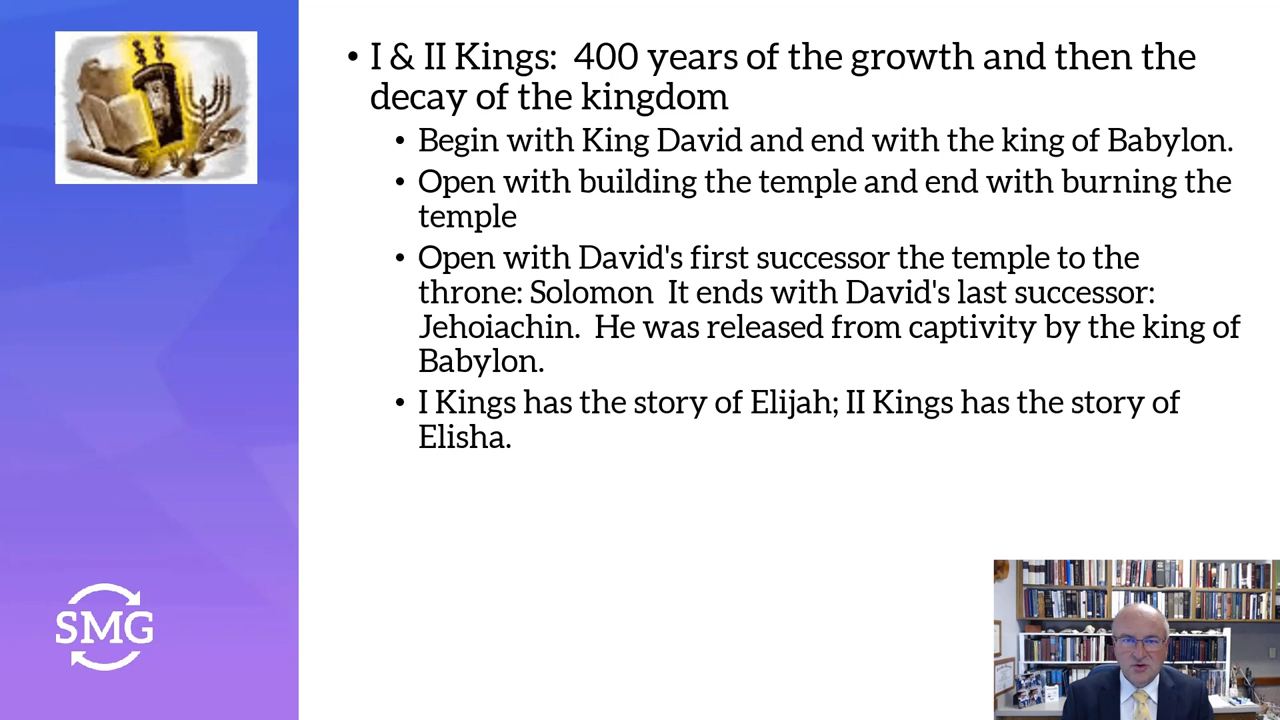 • I & II Kings:  400 years of the growth and then the
decay of the kingdom
• Begin with King David and end with the king of Babylon.
• Open with building the temple and end with burning the
temple
• Open with David's first successor the temple to the
throne: Solomon  It ends with David's last successor:
Jehoiachin.  He was released from captivity by the king of
Babylon.
• I Kings has the story of Elijah; II Kings has the story of
Elisha.
SMG